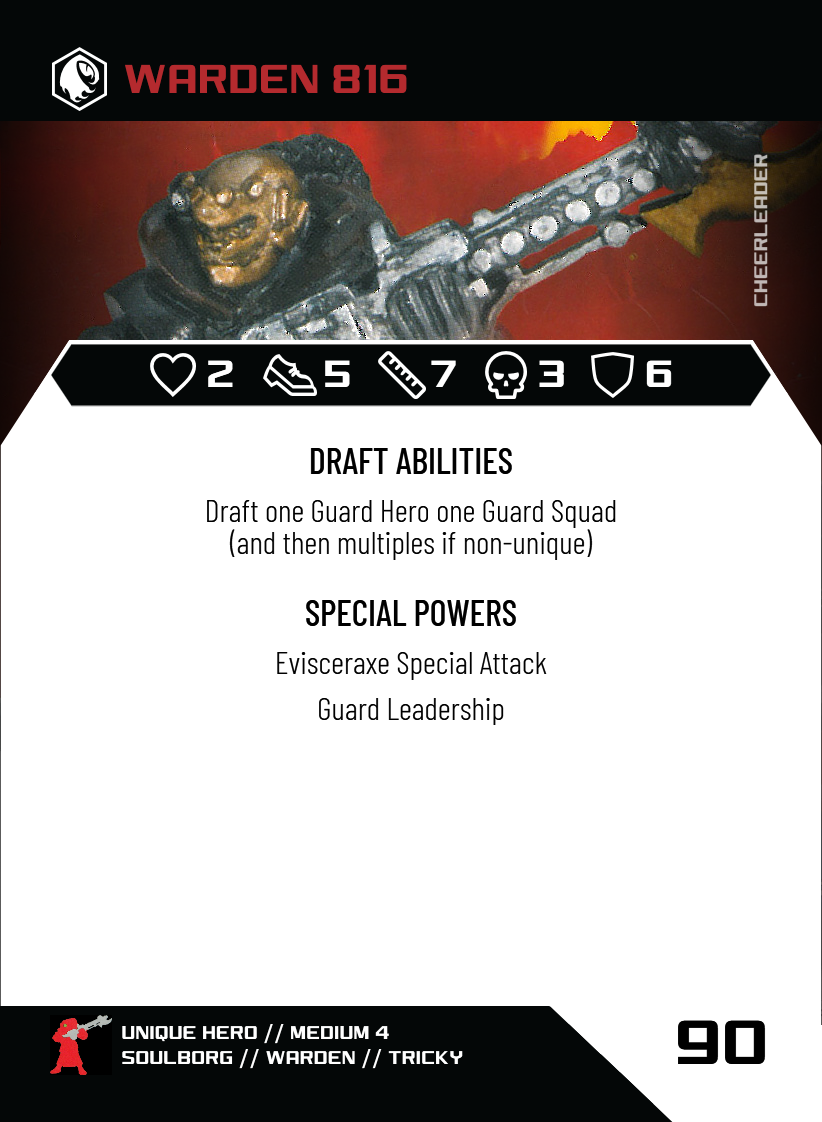 WARDEN 816
CHEERLEADER
2 5 7 3 6
DRAFT ABILITIES
Draft one Guard Hero one Guard Squad
(and then multiples if non-unique)
SPECIAL POWERS
Evisceraxe Special Attack
Guard Leadership
UNIQUE HERO // MEDIUM 4
SOULBORG // WARDEN // TRICKY
90